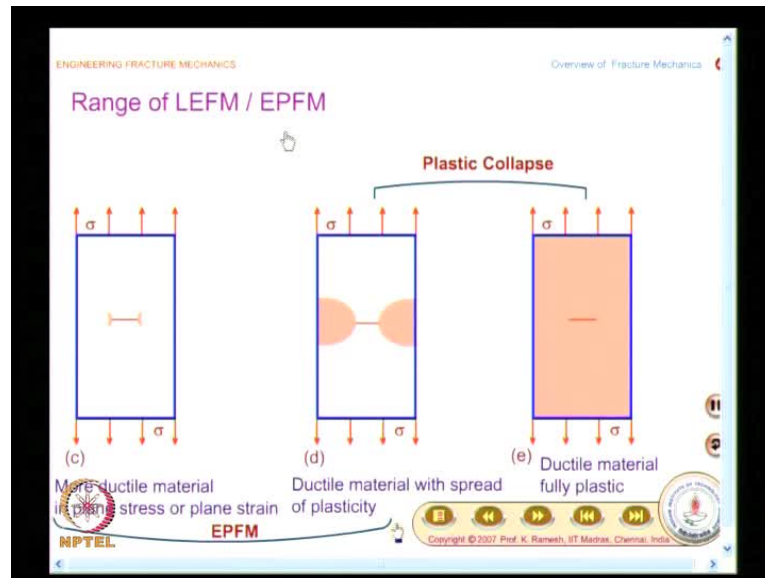 ENGINEERING FRACTURE MECHANICS
Overview of Fracture Mechanics
Range of LEFM / EPFM
Plastic Collapse
σ
σ
σ
σ
σ
σ
(c)
(d)
(e)
More ductile material
in plane stress or plane strain
Ductile material with spread
of plasticity
Ductile material
fully plastic
EPFM
NPTEL
Copyright © 2007 Prof. K. Ramesh, IIT Madras, Chennai, India